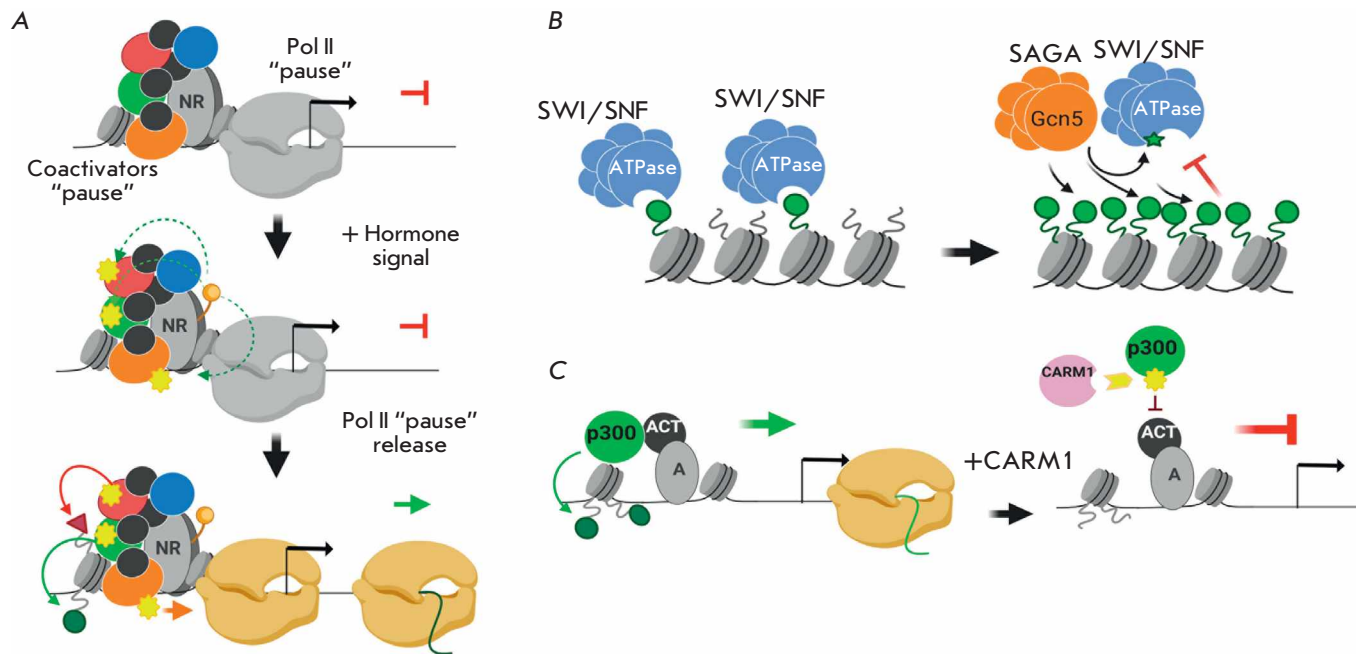 A
Pol II
“pause”
NR
Coactivators
“pause”
+ Hormone
signal
NR
Pol II “pause”
release
NR
B
SWI/SNF
ATPase
SWI/SNF
ATPase
SAGA
Gcn5
SWI/SNF
ATPase
C
p300
ACT
A
+CARM1
CARM1
p300
ACT
A